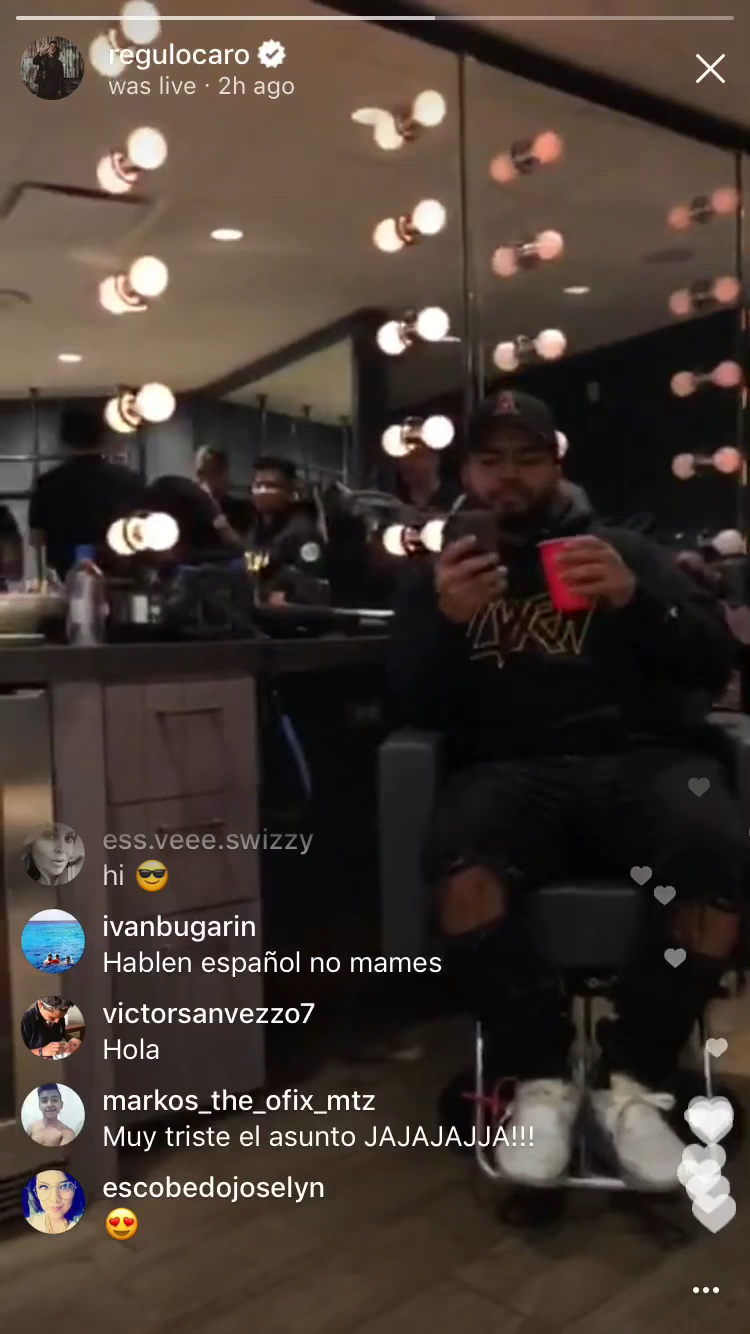 regulocaro
was live · 2h ago
A
LVRN
ess.veee.swizzy
hi 😎
ivanbugarin
Hablen español no mames
victorsanvezzo7
Hola
markos_the_ofix_mtz
Muy triste el asunto JAJAJAJJA!!!
escobedojoselyn
😍